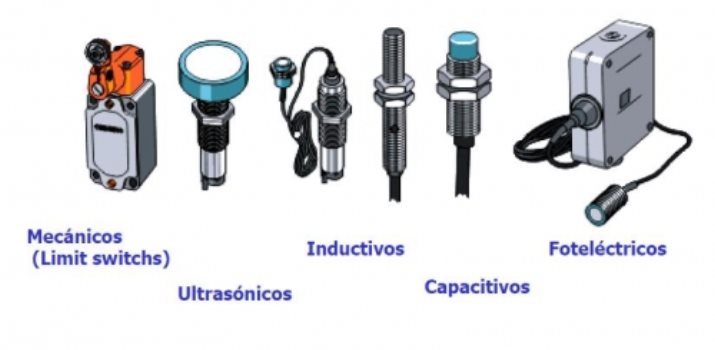 Mecánicos
(Limit switchs)
Ultrasónicos
Inductivos
Capacitivos
Foteléctricos